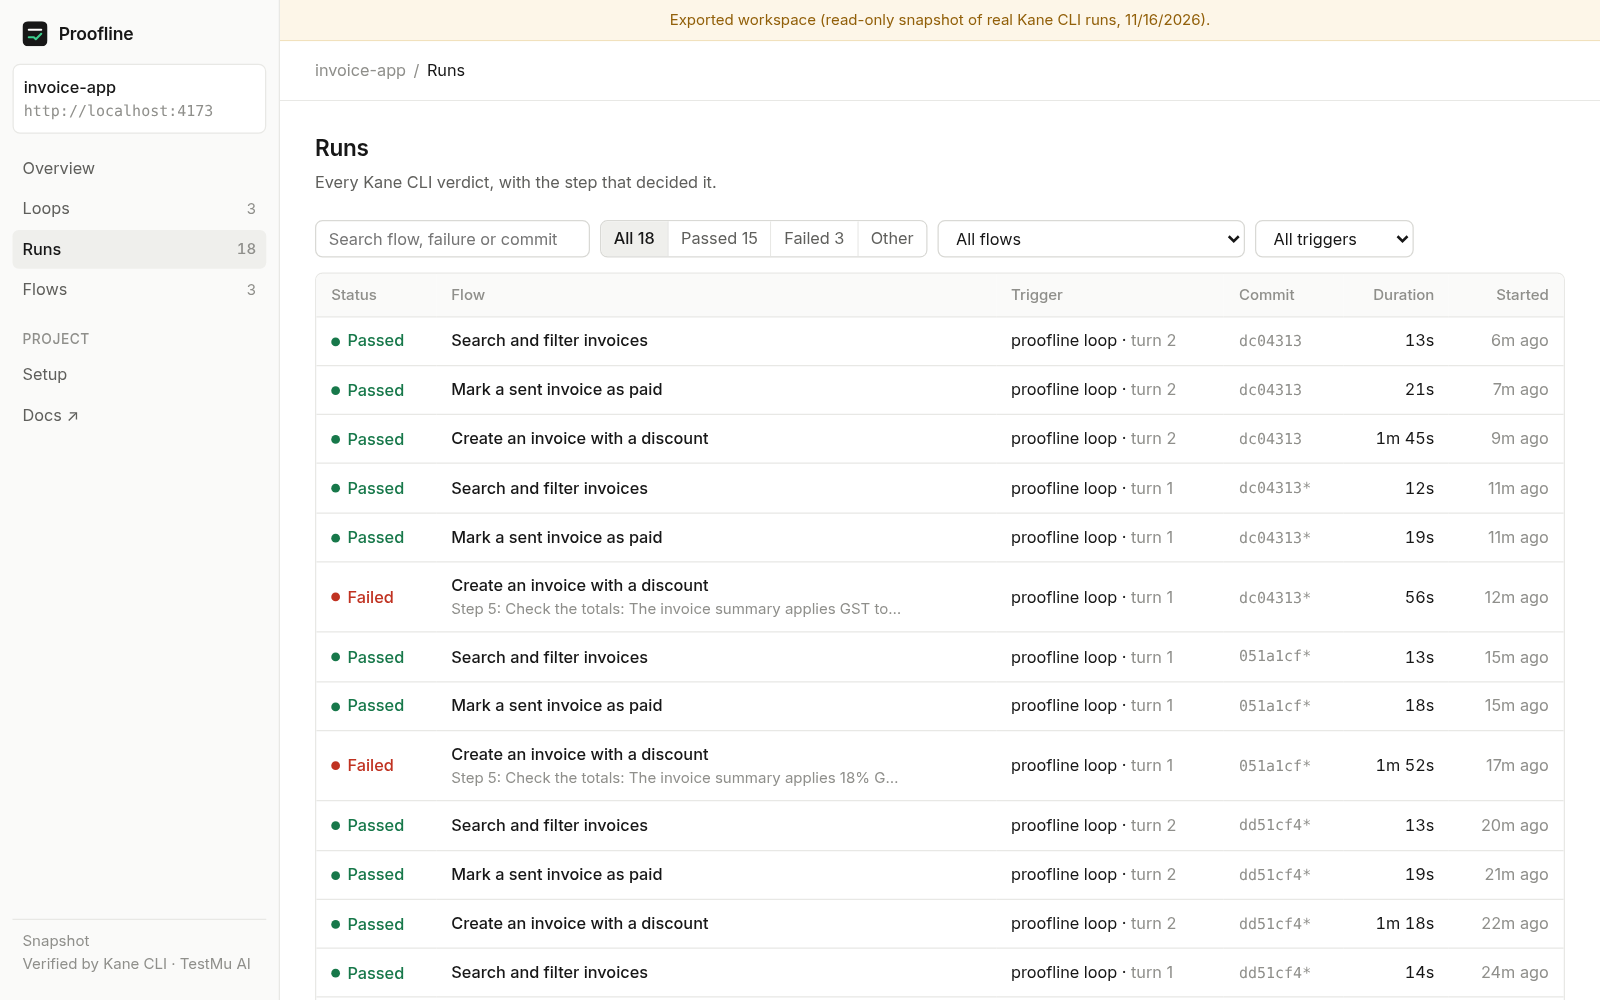 Proofline
invoice-app
http://localhost:4173
Overview
Loops 3
Runs 18
Flows 3
PROJECT
Setup
Docs ↗
Snapshot
Verified by Kane CLI · TestMu AI
Exported workspace (read-only snapshot of real Kane CLI runs, 11/16/2026).
invoice-app / Runs
Runs
Every Kane CLI verdict, with the step that decided it.
Search flow, failure or commit All 18 Passed 15 Failed 3 Other All flows All triggers
Status Flow Trigger Commit Duration Started
Passed Search and filter invoices proofline loop · turn 2 dc04313 13s 6m ago
Passed Mark a sent invoice as paid proofline loop · turn 2 dc04313 21s 7m ago
Passed Create an invoice with a discount proofline loop · turn 2 dc04313 1m 45s 9m ago
Passed Search and filter invoices proofline loop · turn 1 dc04313* 12s 11m ago
Passed Mark a sent invoice as paid proofline loop · turn 1 dc04313* 19s 11m ago
Failed Create an invoice with a discount proofline loop · turn 1 dc04313* 56s 12m ago
Step 5: Check the totals: The invoice summary applies GST to...
Passed Search and filter invoices proofline loop · turn 1 051a1cf* 13s 15m ago
Passed Mark a sent invoice as paid proofline loop · turn 1 051a1cf* 18s 15m ago
Failed Create an invoice with a discount proofline loop · turn 1 051a1cf* 1m 52s 17m ago
Step 5: Check the totals: The invoice summary applies 18% G...
Passed Search and filter invoices proofline loop · turn 2 dd51cf4* 13s 20m ago
Passed Mark a sent invoice as paid proofline loop · turn 2 dd51cf4* 19s 21m ago
Passed Create an invoice with a discount proofline loop · turn 2 dd51cf4* 1m 18s 22m ago
Passed Search and filter invoices proofline loop · turn 1 dd51cf4* 14s 24m ago